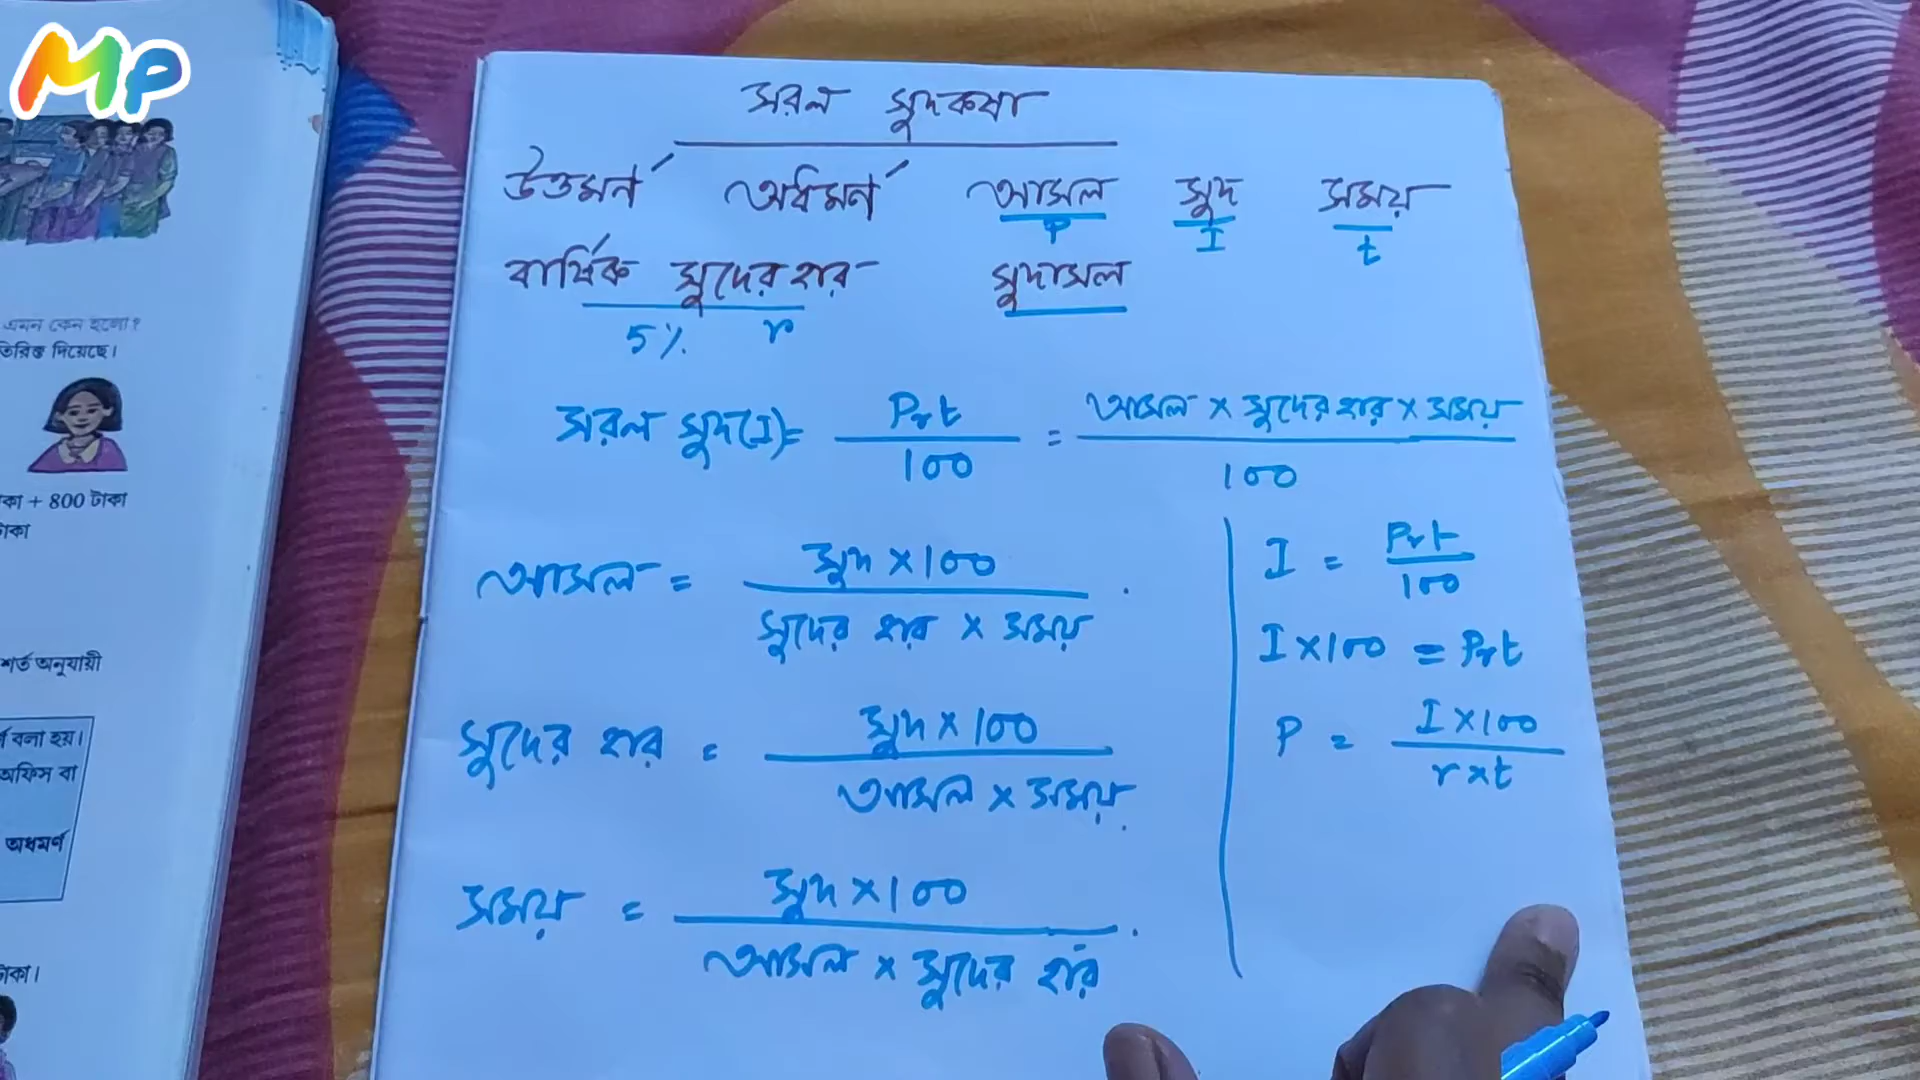 MP
এমন কেন হলো?
তিরিক্ত দিয়েছে।
কা + 800 টাকা
টাকা
শর্ত অনুযায়ী
বলা হয়।
অফিস বা
অধমর্ণ
টাকা।
সরল সুদকষা
উত্তমর্ণ অধমর্ণ আসল সুদ সময়
P I t
বার্ষিক সুদের হার সুদাসল
5% r
সরল সুদ(I) = Prt / 100 = আসল × সুদের হার × সময় / 100
আসল = সুদ × 100 / সুদের হার × সময়
সুদের হার = সুদ × 100 / আসল × সময়
সময় = সুদ × 100 / আসল × সুদের হার
I = Prt / 100
I × 100 = Prt
P = I × 100 / r × t